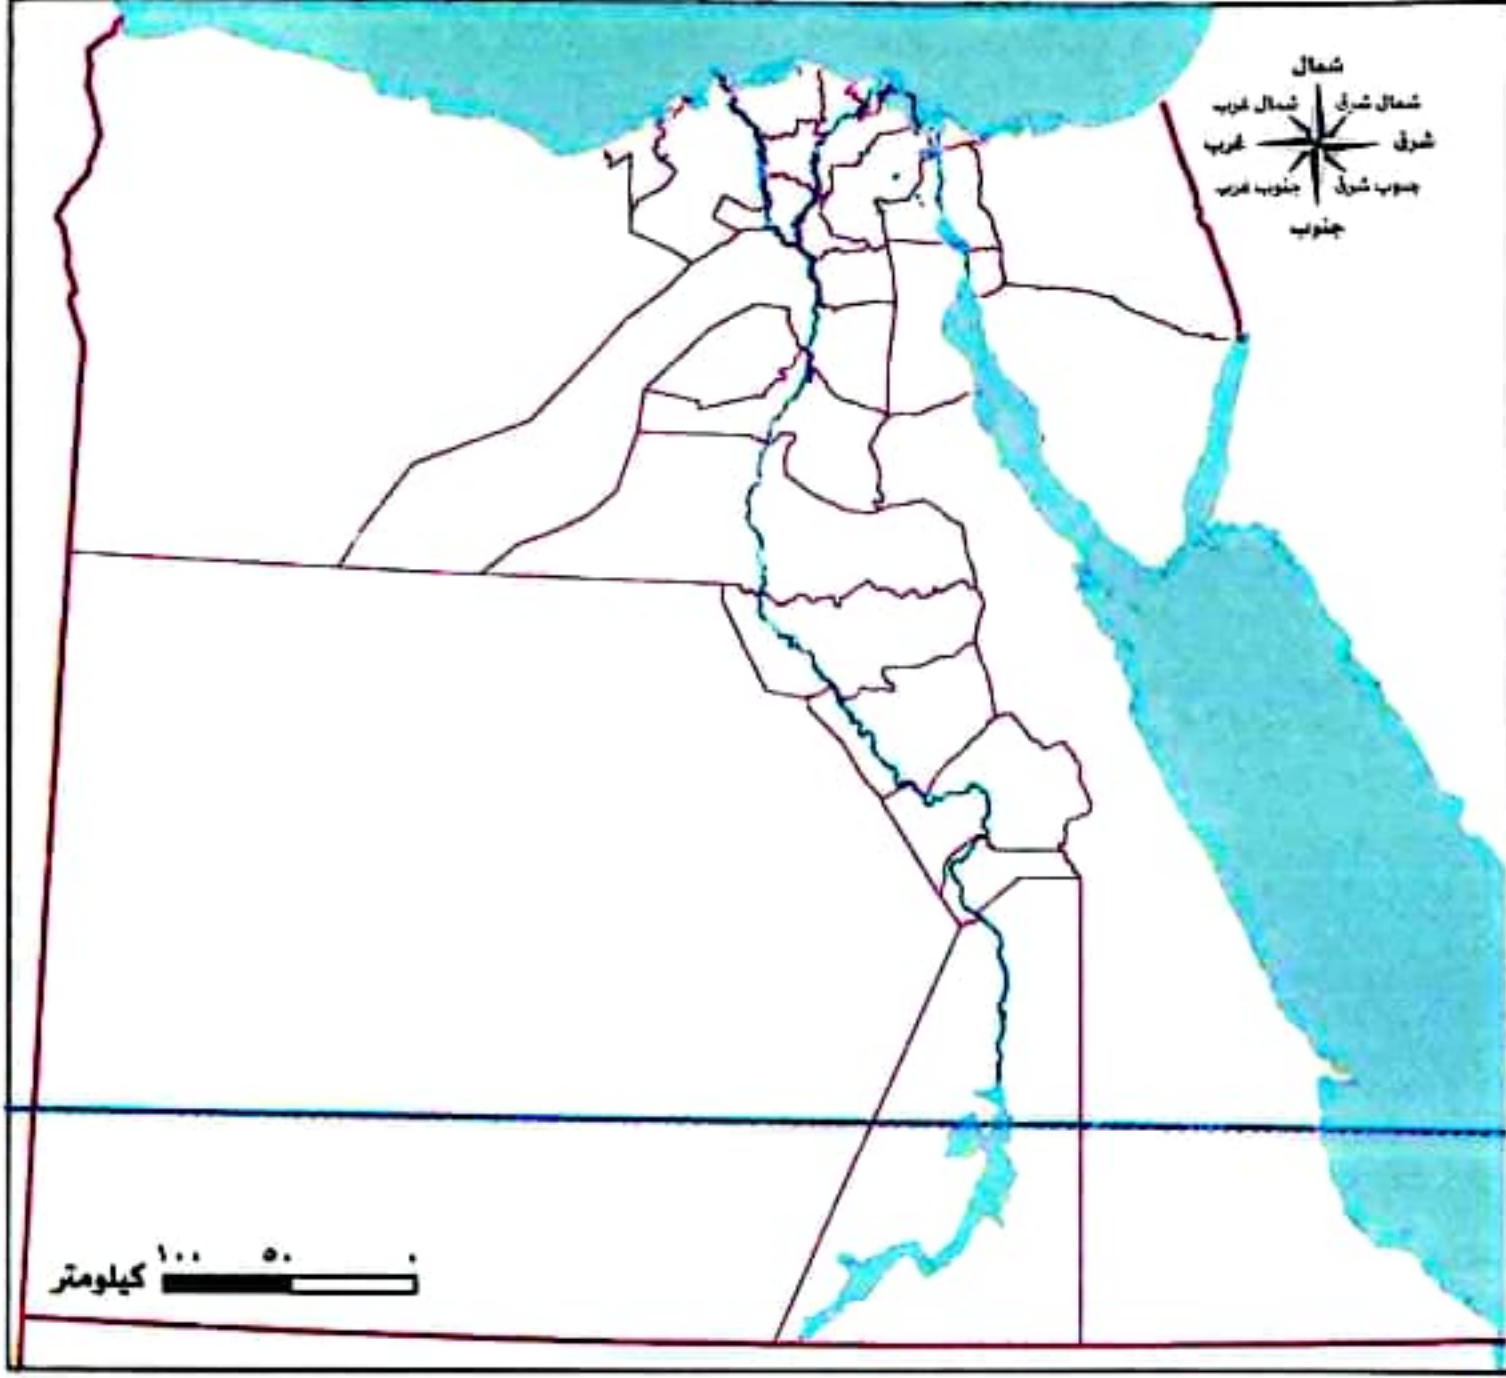 شمال
شمال غرب شمال شرق
غرب شرق
جنوب غرب جنوب شرق
جنوب
١٠٠ ٥٠ ٠
كيلومتر